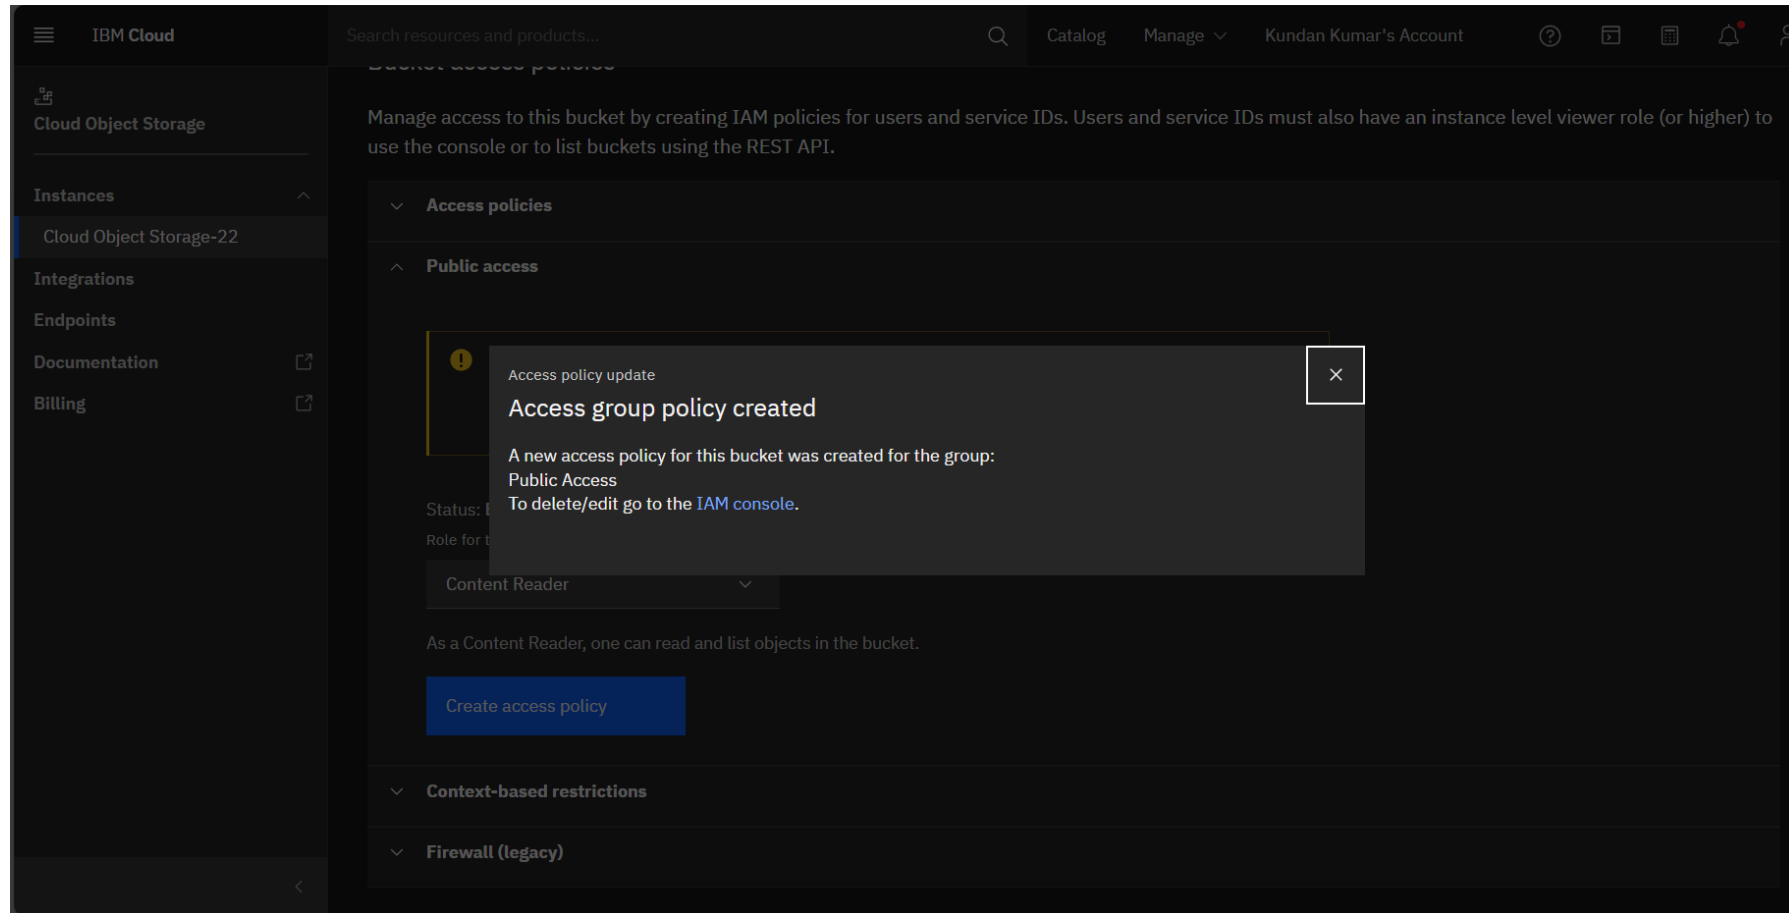 IBM Cloud
Search resources and products...
Catalog
Manage
Kundan Kumar's Account
Cloud Object Storage
Instances
Cloud Object Storage-22
Integrations
Endpoints
Documentation
Billing
Bucket access policies
Manage access to this bucket by creating IAM policies for users and service IDs. Users and service IDs must also have an instance level viewer role (or higher) to
use the console or to list buckets using the REST API.
Access policies
Public access
Access policy update
Access group policy created
A new access policy for this bucket was created for the group:
Public Access
To delete/edit go to the IAM console.
Status:
Role for
Content Reader
As a Content Reader, one can read and list objects in the bucket.
Create access policy
Context-based restrictions
Firewall (legacy)